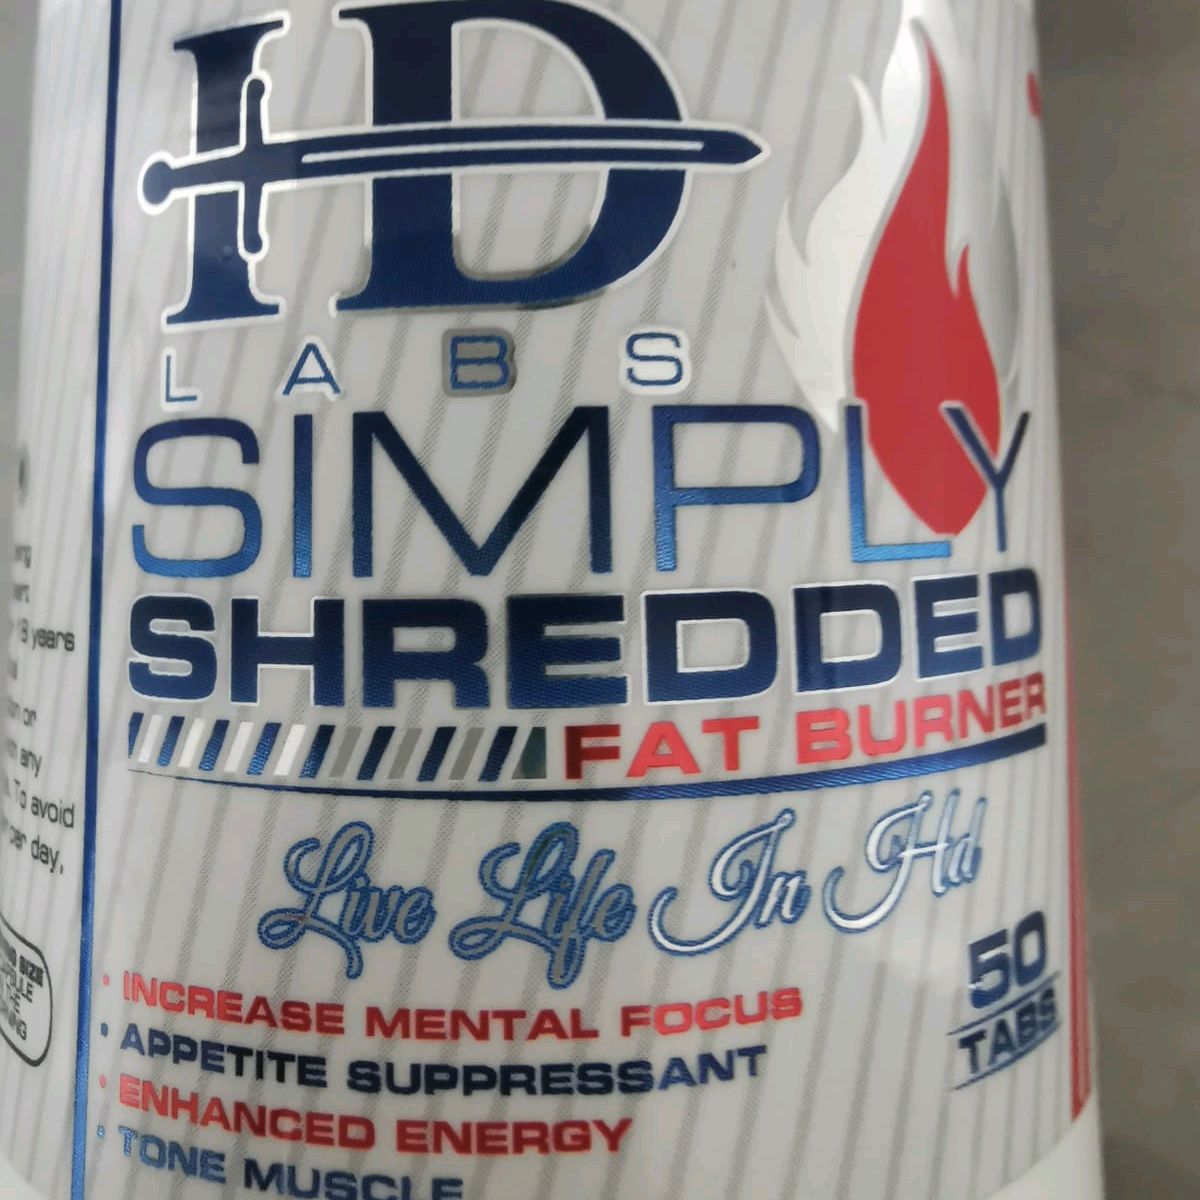 HD
LABS
SIMPLY
SHREDDED
FAT BURNER
Live Life In Hd
50
TABS
• INCREASE MENTAL FOCUS
• APPETITE SUPPRESSANT
• ENHANCED ENERGY
• TONE MUSCLE
18 years
any
To avoid
per day.